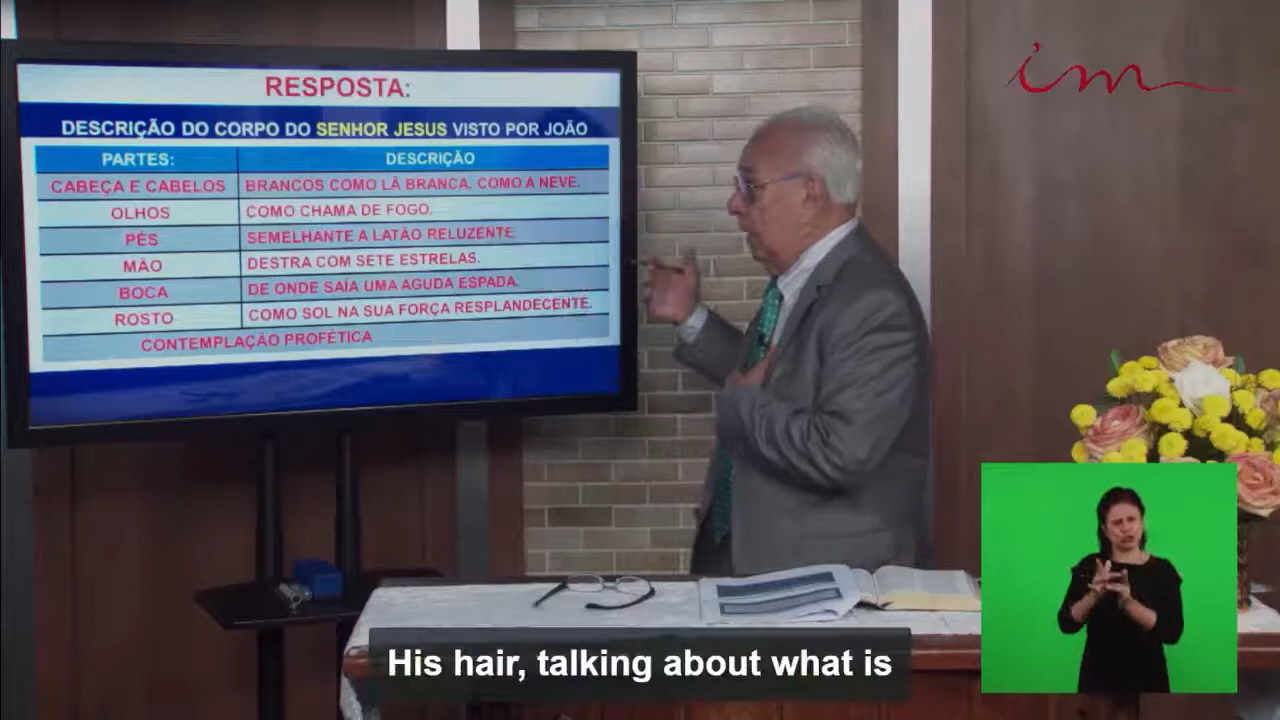 im
RESPOSTA:
DESCRIÇÃO DO CORPO DO SENHOR JESUS VISTO POR JOÃO
PARTES: DESCRIÇÃO
CABEÇA E CABELOS BRANCOS COMO LÃ BRANCA, COMO A NEVE.
OLHOS COMO CHAMA DE FOGO.
PÉS SEMELHANTE A LATÃO RELUZENTE
MÃO DESTRA COM SETE ESTRELAS.
BOCA DE ONDE SAÍA UMA AGUDA ESPADA.
ROSTO COMO SOL NA SUA FORÇA RESPLANDECENTE.
CONTEMPLAÇÃO PROFÉTICA
His hair, talking about what is